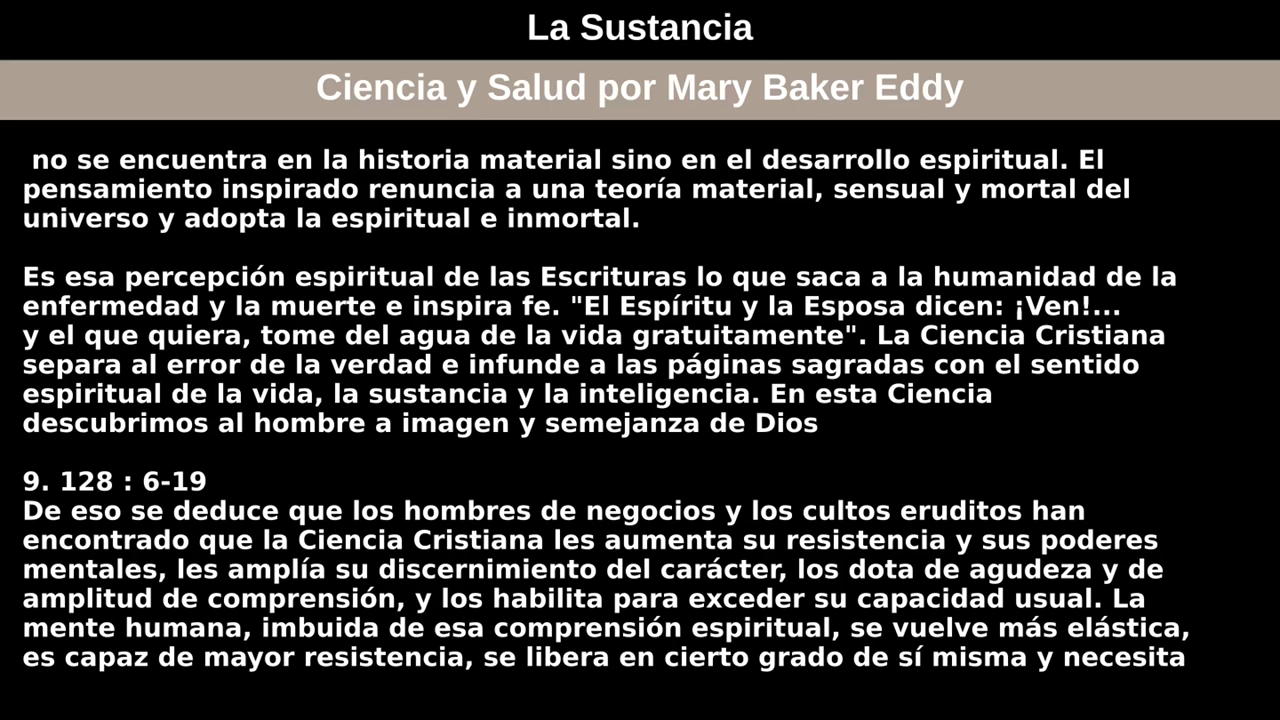 La Sustancia
Ciencia y Salud por Mary Baker Eddy
no se encuentra en la historia material sino en el desarrollo espiritual. El
pensamiento inspirado renuncia a una teoría material, sensual y mortal del
universo y adopta la espiritual e inmortal.
Es esa percepción espiritual de las Escrituras lo que saca a la humanidad de la
enfermedad y la muerte e inspira fe. "El Espíritu y la Esposa dicen: ¡Ven!...
y el que quiera, tome del agua de la vida gratuitamente". La Ciencia Cristiana
separa al error de la verdad e infunde a las páginas sagradas con el sentido
espiritual de la vida, la sustancia y la inteligencia. En esta Ciencia
descubrimos al hombre a imagen y semejanza de Dios
9. 128 : 6-19
De eso se deduce que los hombres de negocios y los cultos eruditos han
encontrado que la Ciencia Cristiana les aumenta su resistencia y sus poderes
mentales, les amplía su discernimiento del carácter, los dota de agudeza y de
amplitud de comprensión, y los habilita para exceder su capacidad usual. La
mente humana, imbuida de esa comprensión espiritual, se vuelve más elástica,
es capaz de mayor resistencia, se libera en cierto grado de sí misma y necesita